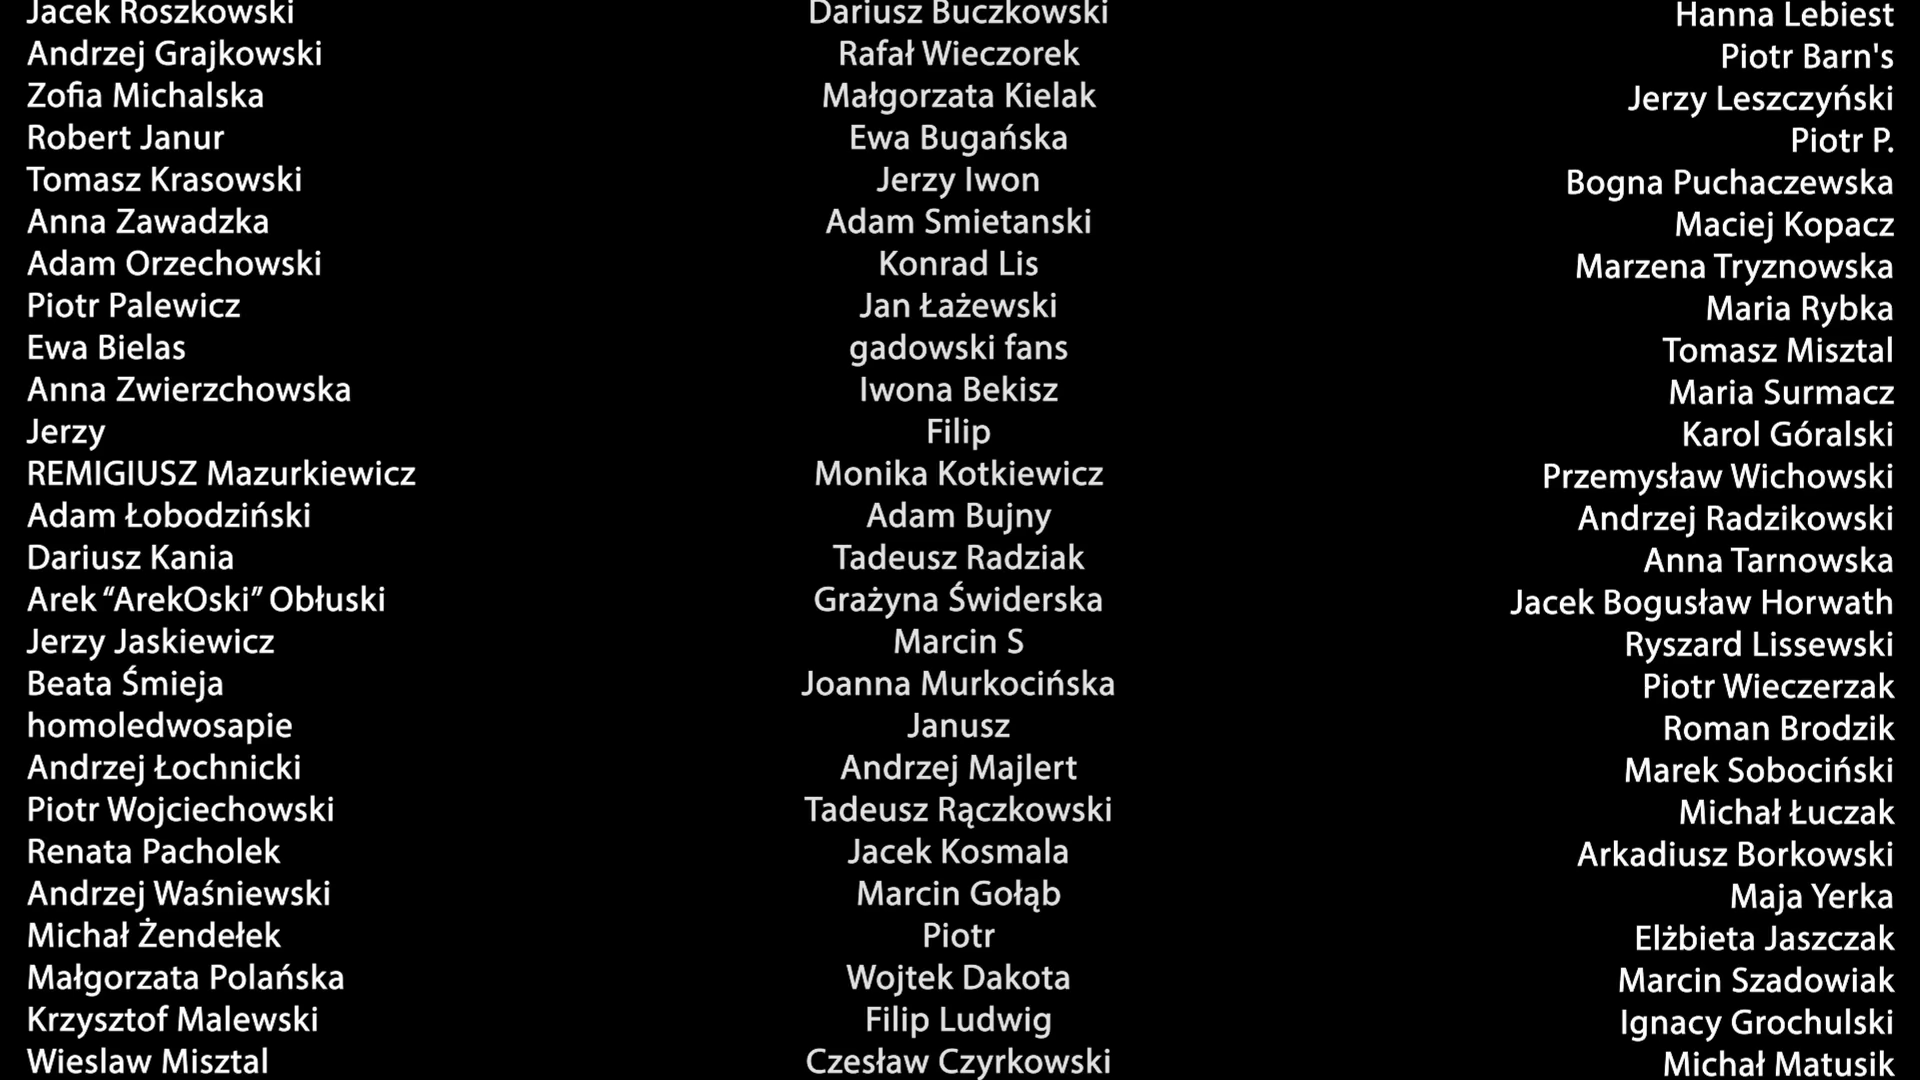 Jacek Roszkowski
Andrzej Grajkowski
Zofia Michalska
Robert Janur
Tomasz Krasowski
Anna Zawadzka
Adam Orzechowski
Piotr Palewicz
Ewa Bielas
Anna Zwierzchowska
Jerzy
REMIGIUSZ Mazurkiewicz
Adam Łobodziński
Dariusz Kania
Arek “ArekOski” Obłuski
Jerzy Jaskiewicz
Beata Śmieja
homoledwosapie
Andrzej Łochnicki
Piotr Wojciechowski
Renata Pacholek
Andrzej Waśniewski
Michał Żendełek
Małgorzata Polańska
Krzysztof Malewski
Wieslaw Misztal
Dariusz Buczkowski
Rafał Wieczorek
Małgorzata Kielak
Ewa Bugańska
Jerzy Iwon
Adam Smietanski
Konrad Lis
Jan Łażewski
gadowski fans
Iwona Bekisz
Filip
Monika Kotkiewicz
Adam Bujny
Tadeusz Radziak
Grażyna Świderska
Marcin S
Joanna Murkocińska
Janusz
Andrzej Majlert
Tadeusz Rączkowski
Jacek Kosmala
Marcin Gołąb
Piotr
Wojtek Dakota
Filip Ludwig
Czesław Czyrkowski
Hanna Lebiest
Piotr Barn's
Jerzy Leszczyński
Piotr P.
Bogna Puchaczewska
Maciej Kopacz
Marzena Tryznowska
Maria Rybka
Tomasz Misztal
Maria Surmacz
Karol Góralski
Przemysław Wichowski
Andrzej Radzikowski
Anna Tarnowska
Jacek Bogusław Horwath
Ryszard Lissewski
Piotr Wieczerzak
Roman Brodzik
Marek Sobociński
Michał Łuczak
Arkadiusz Borkowski
Maja Yerka
Elżbieta Jaszczak
Marcin Szadowiak
Ignacy Grochulski
Michał Matusik